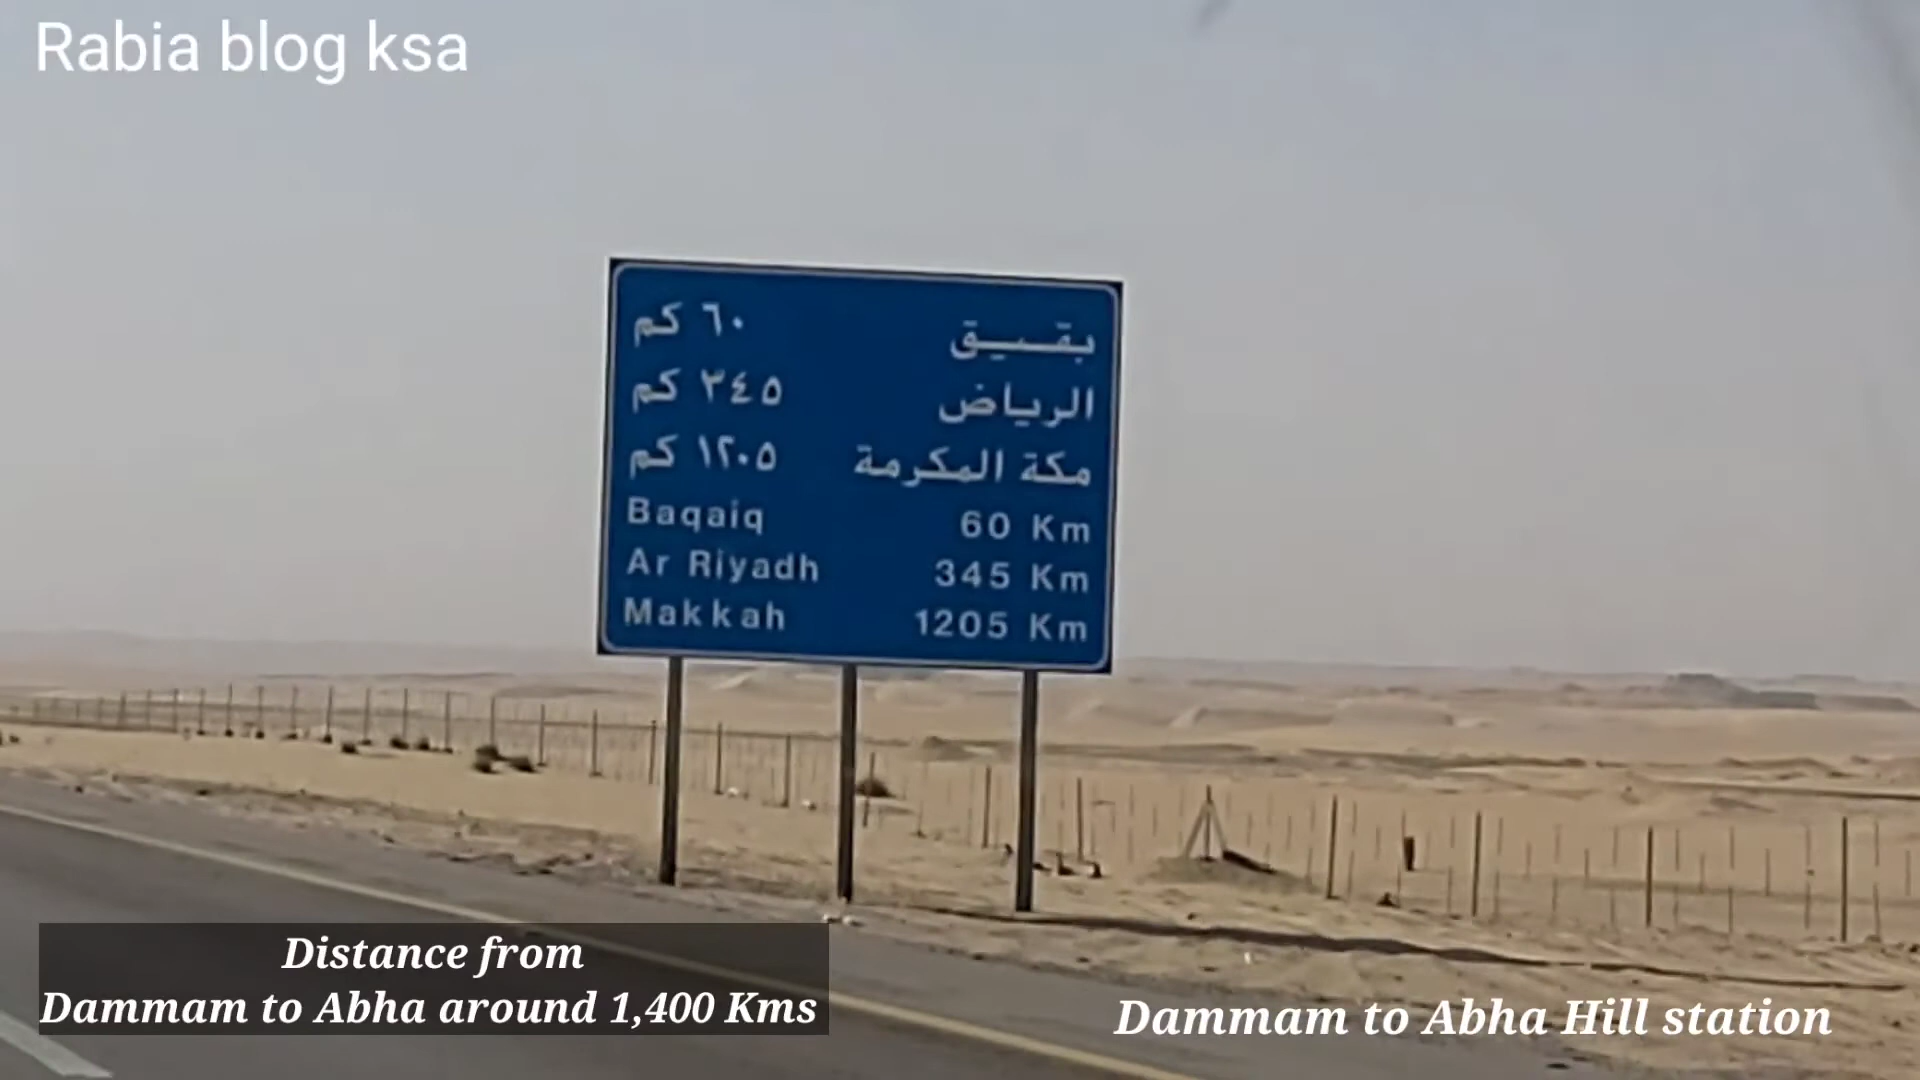 Rabia blog ksa
بقيق ٦٠ كم
الرياض ٣٤٥ كم
مكة المكرمة ١٢٠٥ كم
Baqaiq 60 Km
Ar Riyadh 345 Km
Makkah 1205 Km
Distance from
Dammam to Abha around 1,400 Kms
Dammam to Abha Hill station